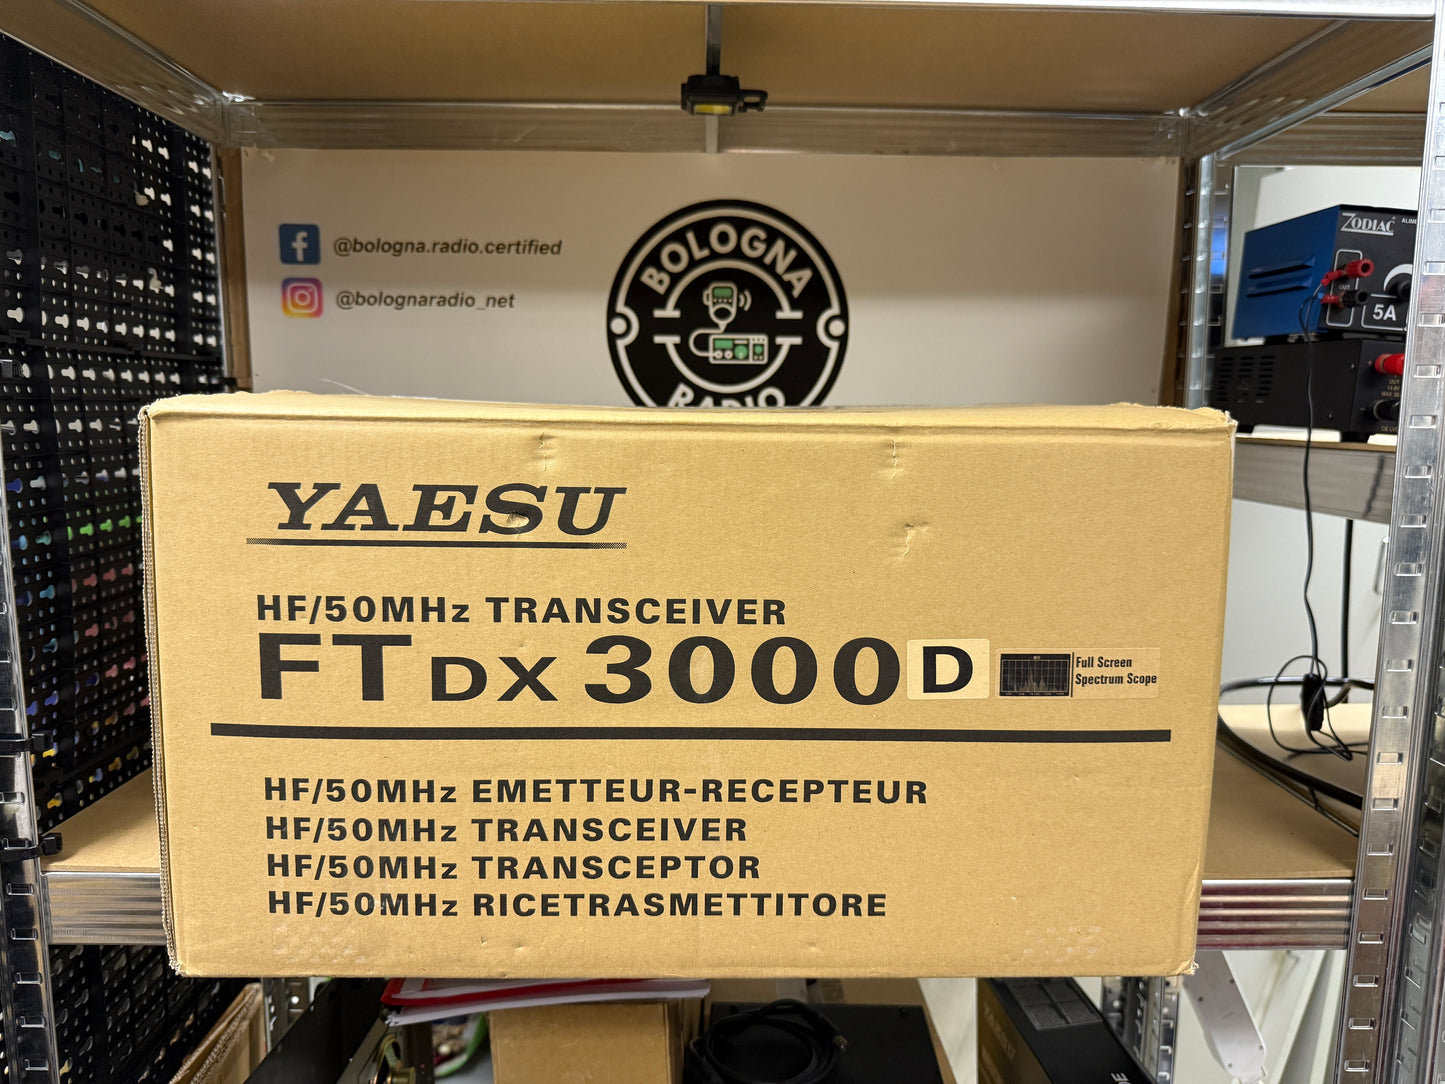 @bologna.radio.certified
@bolognaradio_net
BOLOGNA
RADIO
ZODIAC
OUT
5A
YAESU
HF/50MHz TRANSCEIVER
FT DX 3000 D
Full Screen
Spectrum Scope
HF/50MHz EMETTEUR-RECEPTEUR
HF/50MHz TRANSCEIVER
HF/50MHz TRANSCEPTOR
HF/50MHz RICETRASMETTITORE